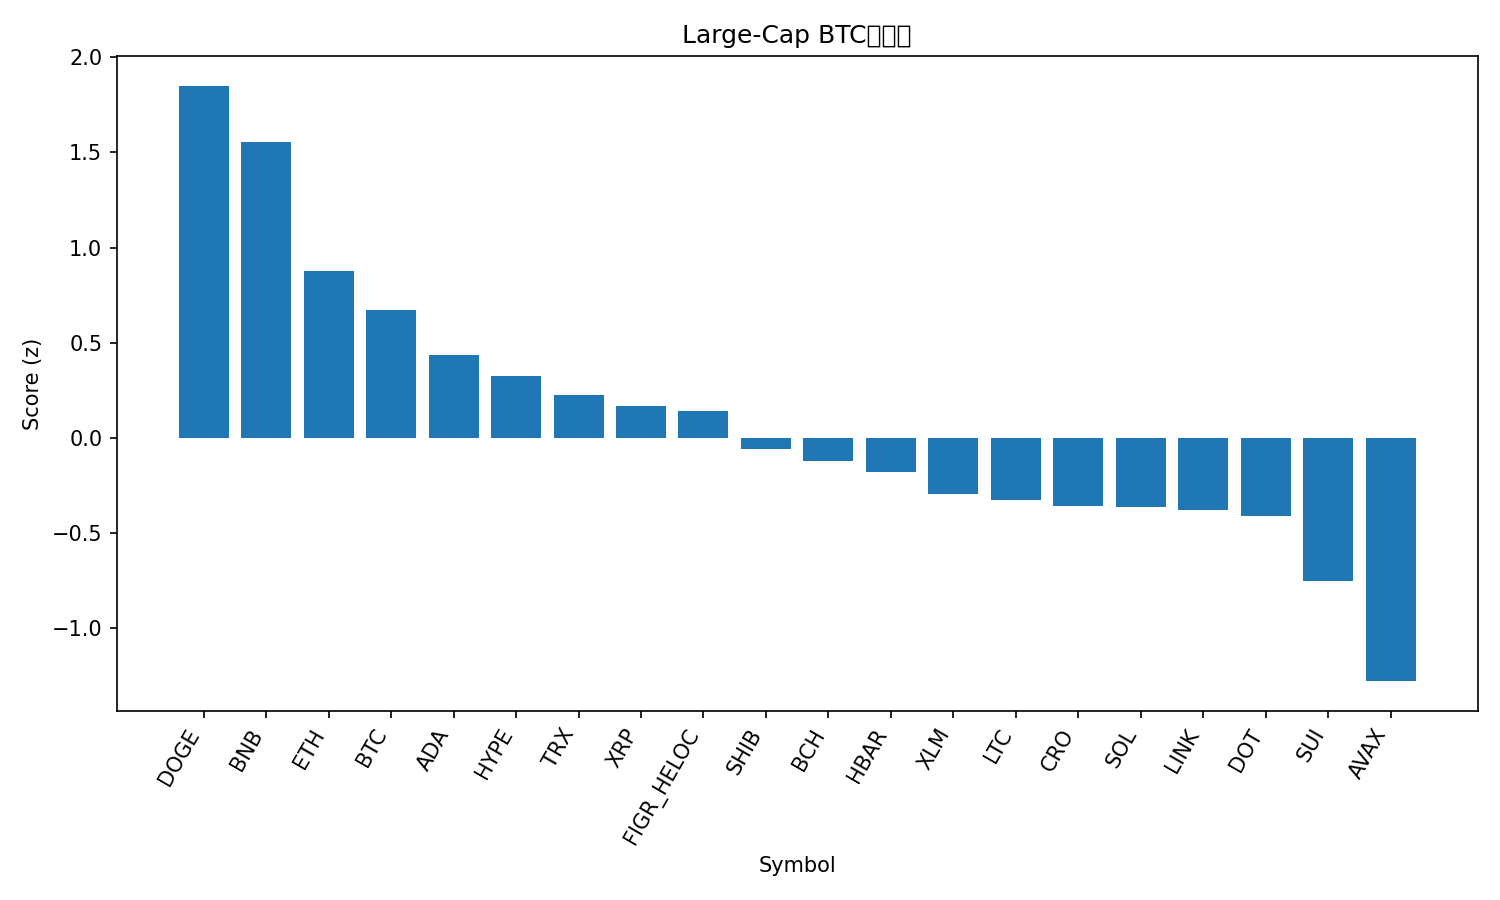 Large-Cap BTC□□□
2.0
1.5
1.0
0.5
0.0
−0.5
−1.0
Score (z)
DOGE
BNB
ETH
BTC
ADA
HYPE
TRX
XRP
FIGR_HELOC
SHIB
BCH
HBAR
XLM
LTC
CRO
SOL
LINK
DOT
SUI
AVAX
Symbol